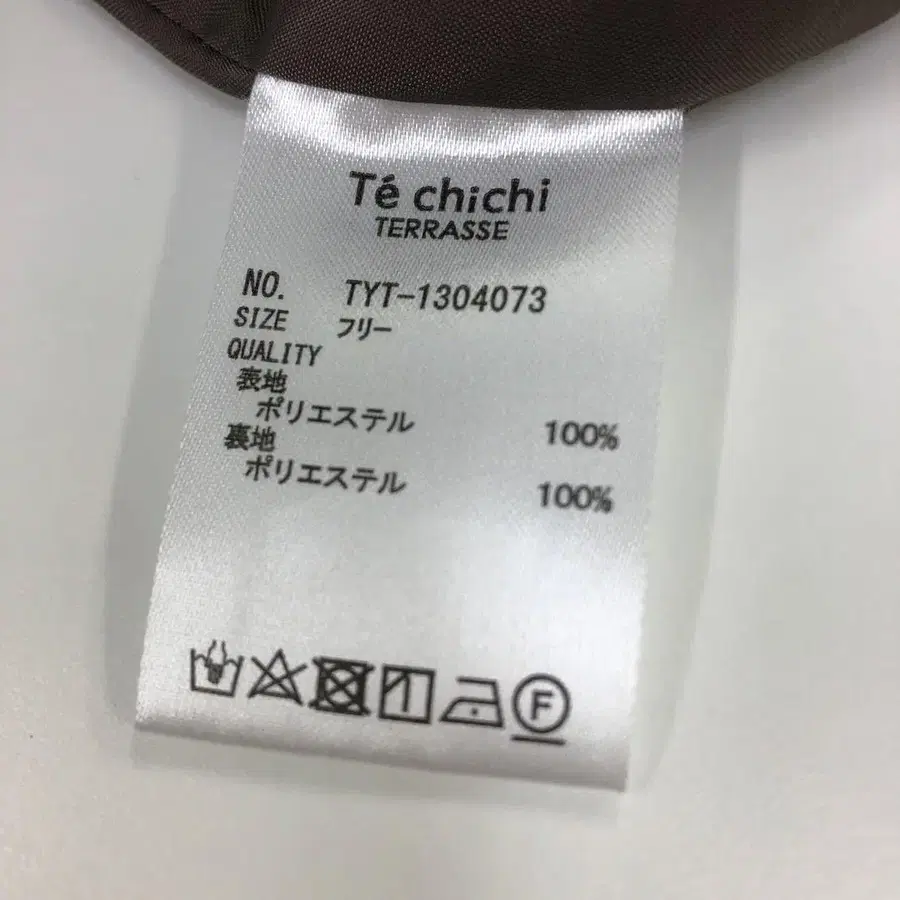 Té chichi
TERRASSE
NO. TYT-1304073
SIZE フリー
QUALITY
表地
ポリエステル 100%
裏地
ポリエステル 100%
F